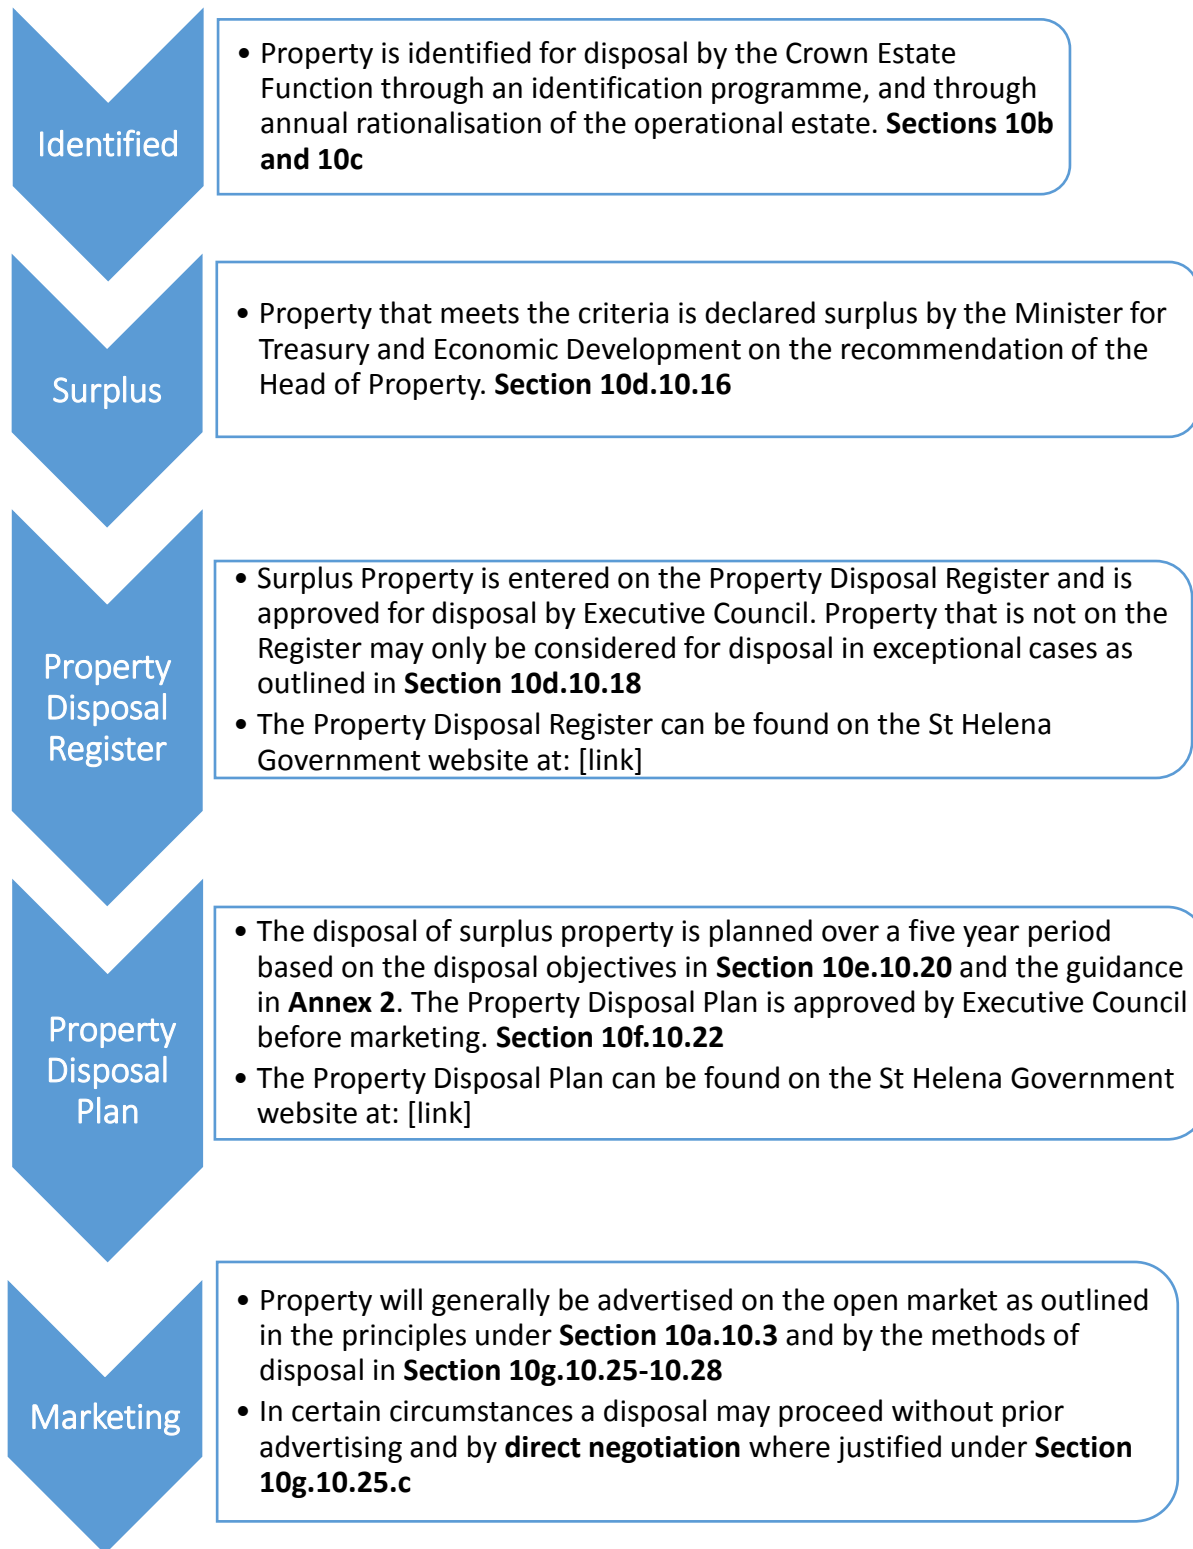 Identified
• Property is identified for disposal by the Crown Estate
Function through an identification programme, and through
annual rationalisation of the operational estate. Sections 10b
and 10c
Surplus
• Property that meets the criteria is declared surplus by the Minister for
Treasury and Economic Development on the recommendation of the
Head of Property. Section 10d.10.16
Property
Disposal
Register
• Surplus Property is entered on the Property Disposal Register and is
approved for disposal by Executive Council. Property that is not on the
Register may only be considered for disposal in exceptional cases as
outlined in Section 10d.10.18
• The Property Disposal Register can be found on the St Helena
Government website at: [link]
Property
Disposal
Plan
• The disposal of surplus property is planned over a five year period
based on the disposal objectives in Section 10e.10.20 and the guidance
in Annex 2. The Property Disposal Plan is approved by Executive Council
before marketing. Section 10f.10.22
• The Property Disposal Plan can be found on the St Helena Government
website at: [link]
Marketing
• Property will generally be advertised on the open market as outlined
in the principles under Section 10a.10.3 and by the methods of
disposal in Section 10g.10.25-10.28
• In certain circumstances a disposal may proceed without prior
advertising and by direct negotiation where justified under Section
10g.10.25.c